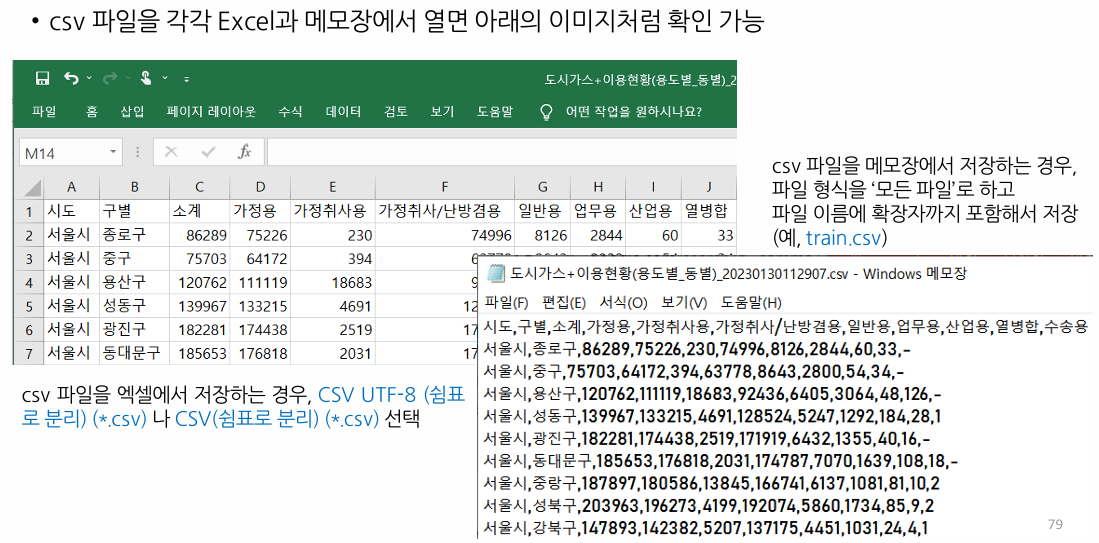 • csv 파일을 각각 Excel과 메모장에서 열면 아래의 이미지처럼 확인 가능
도시가스+이용현황(용도별_동별)_2
파일 홈 삽입 페이지 레이아웃 수식 데이터 검토 보기 도움말 어떤 작업을 원하시나요?
M14 fx
A B C D E F G H I J
1 시도 구별 소계 가정용 가정취사용 가정취사/난방겸용 일반용 업무용 산업용 열병합
2 서울시 종로구 86289 75226 230 74996 8126 2844 60 33
3 서울시 중구 75703 64172 394
4 서울시 용산구 120762 111119 18683 9
5 서울시 성동구 139967 133215 4691 12
6 서울시 광진구 182281 174438 2519 17
7 서울시 동대문구 185653 176818 2031 17
csv 파일을 엑셀에서 저장하는 경우, CSV UTF-8 (쉼표
로 분리) (*.csv) 나 CSV(쉼표로 분리) (*.csv) 선택
csv 파일을 메모장에서 저장하는 경우,
파일 형식을 ‘모든 파일’로 하고
파일 이름에 확장자까지 포함해서 저장
(예, train.csv)
도시가스+이용현황(용도별_동별)_20230130112907.csv - Windows 메모장
파일(F) 편집(E) 서식(O) 보기(V) 도움말(H)
시도,구별,소계,가정용,가정취사용,가정취사/난방겸용,일반용,업무용,산업용,열병합,수송용
서울시,종로구,86289,75226,230,74996,8126,2844,60,33,-
서울시,중구,75703,64172,394,63778,8643,2800,54,34,-
서울시,용산구,120762,111119,18683,92436,6405,3064,48,126,-
서울시,성동구,139967,133215,4691,128524,5247,1292,184,28,1
서울시,광진구,182281,174438,2519,171919,6432,1355,40,16,-
서울시,동대문구,185653,176818,2031,174787,7070,1639,108,18,-
서울시,중랑구,187897,180586,13845,166741,6137,1081,81,10,2
서울시,성북구,203963,196273,4199,192074,5860,1734,85,9,2
서울시,강북구,147893,142382,5207,137175,4451,1031,24,4,1
79